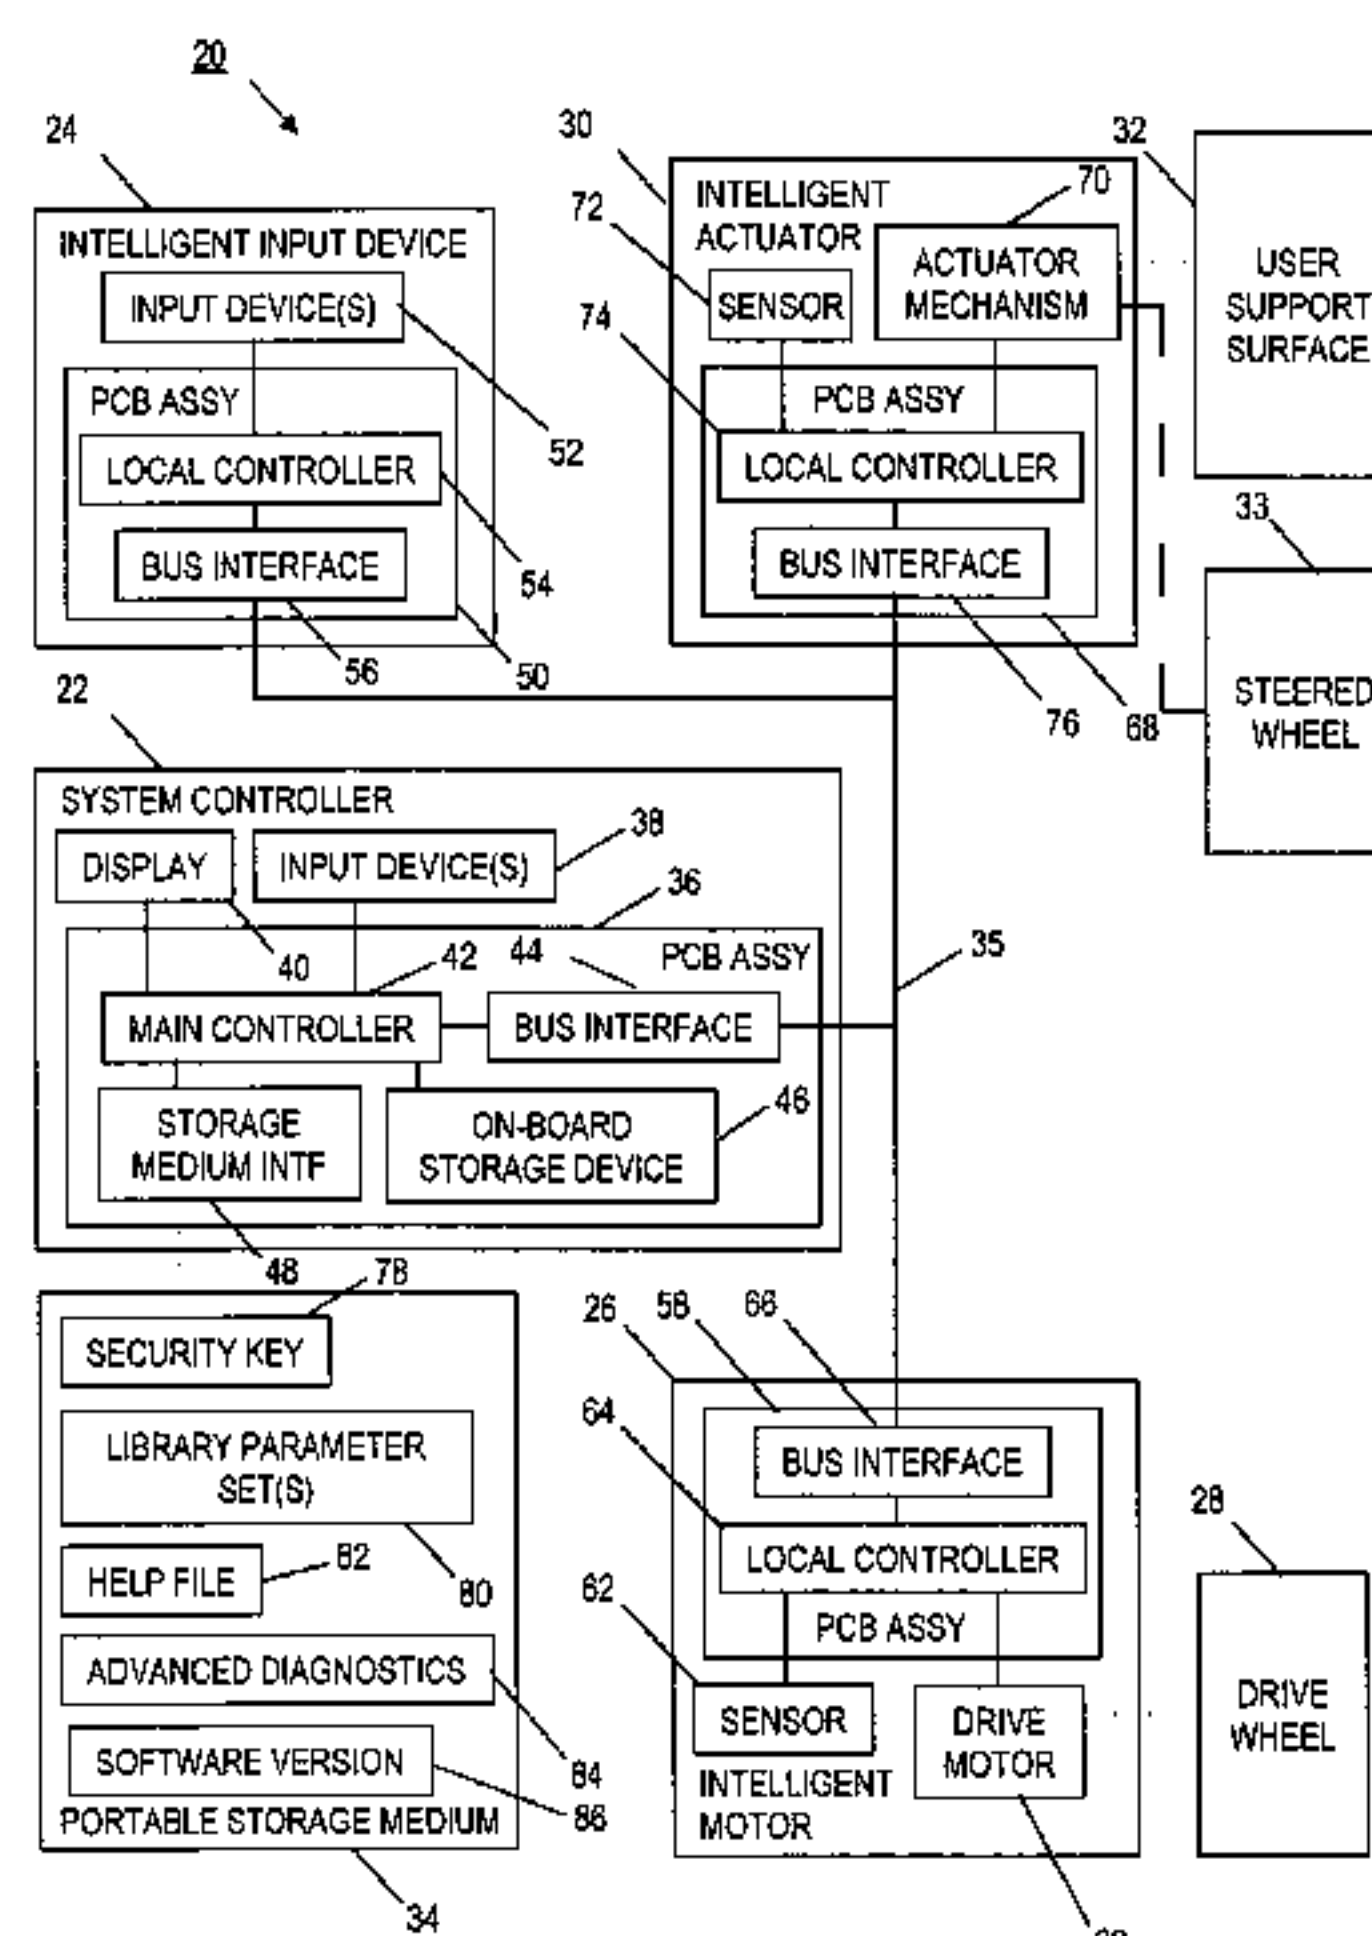 20
24
INTELLIGENT INPUT DEVICE
INPUT DEVICE(S)
52
PCB ASSY
LOCAL CONTROLLER
54
BUS INTERFACE
56
50
30
INTELLIGENT
ACTUATOR
70
72
SENSOR
ACTUATOR
MECHANISM
74
PCB ASSY
LOCAL CONTROLLER
BUS INTERFACE
76
68
32
USER
SUPPORT
SURFACE
33
STEERED
WHEEL
22
SYSTEM CONTROLLER
DISPLAY
INPUT DEVICE(S)
38
36
40
42
44
PCB ASSY
35
MAIN CONTROLLER
BUS INTERFACE
STORAGE
MEDIUM INTF
ON-BOARD
STORAGE DEVICE
46
48
78
SECURITY KEY
LIBRARY PARAMETER
SET(S)
80
HELP FILE
82
ADVANCED DIAGNOSTICS
84
SOFTWARE VERSION
86
PORTABLE STORAGE MEDIUM
34
26
58
66
BUS INTERFACE
64
LOCAL CONTROLLER
PCB ASSY
62
SENSOR
DRIVE
MOTOR
INTELLIGENT
MOTOR
28
DRIVE
WHEEL